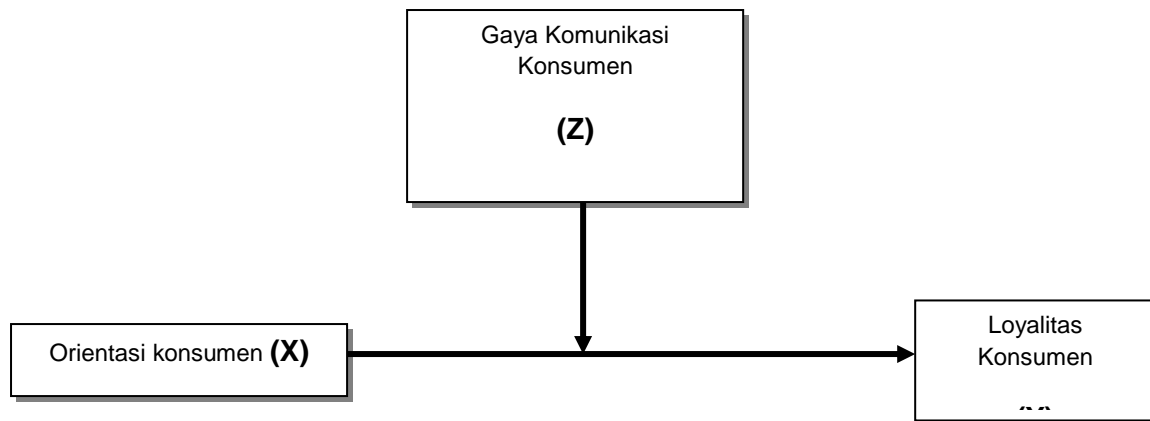 Gaya Komunikasi
Konsumen
(Z)
Orientasi konsumen (X)
Loyalitas
Konsumen